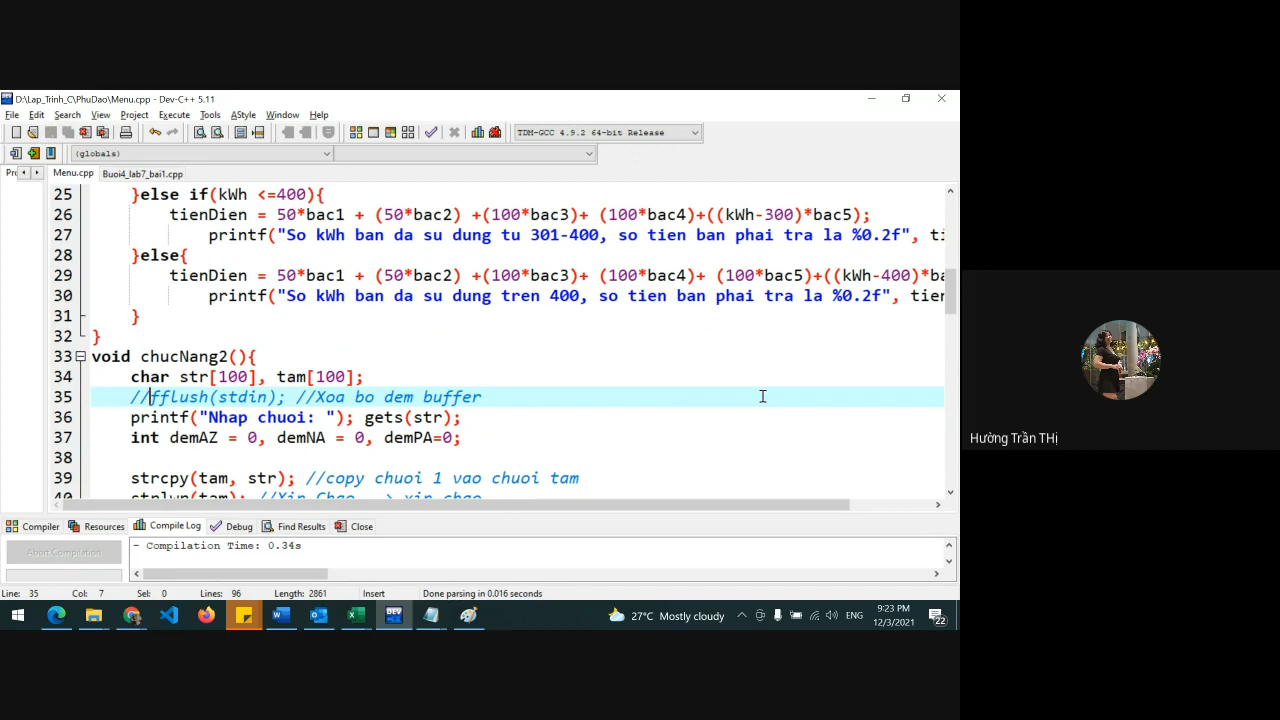 D:\Lap_Trinh_C\PhuDao\Menu.cpp - Dev-C++ 5.11
File Edit Search View Project Execute Tools AStyle Window Help
TDM-GCC 4.9.2 64-bit Release
(globals)
Menu.cpp Buoi4_lab7_bai1.cpp
25 }else if(kWh <=400){
26 tienDien = 50*bac1 + (50*bac2) +(100*bac3)+ (100*bac4)+((kWh-300)*bac5);
27 printf("So kWh ban da su dung tu 301-400, so tien ban phai tra la %0.2f", ti
28 }else{
29 tienDien = 50*bac1 + (50*bac2) +(100*bac3)+ (100*bac4)+ (100*bac5)+((kWh-400)*ba
30 printf("So kWh ban da su dung tren 400, so tien ban phai tra la %0.2f", tien
31 }
32 }
33 void chucNang2(){
34 char str[100], tam[100];
35 //fflush(stdin); //Xoa bo dem buffer
36 printf("Nhap chuoi: "); gets(str);
37 int demAZ = 0, demNA = 0, demPA=0;
38
39 strcpy(tam, str); //copy chuoi 1 vao chuoi tam
40 strlwr(tam); //Xin Chao --> xin chao
Compiler Resources Compile Log Debug Find Results Close
Abort Compilation
- Compilation Time: 0.34s
Line: 35 Col: 7 Sel: 0 Lines: 96 Length: 2861 Insert Done parsing in 0.016 seconds
27°C Mostly cloudy ENG 9:23 PM
12/3/2021 22
Hường Trần THị